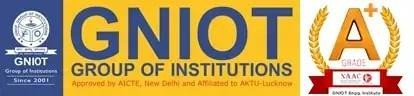 GNIOT
Group of Institutions
Since 2001
GNIOT
GROUP OF INSTITUTIONS
Approved by AICTE, New Delhi and Affiliated to AKTU-Lucknow
A+
GRADE
NAAC
GNIOT Engg. Institute